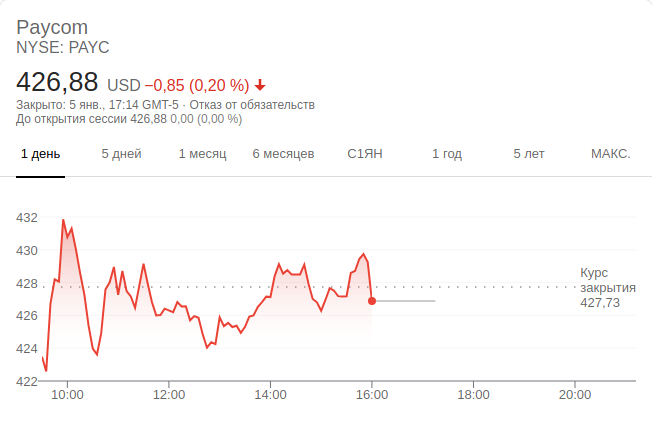 Paycom
NYSE: PAYC
426,88 USD −0,85 (0,20 %)
Закрыто: 5 янв., 17:14 GMT-5 · Отказ от обязательств
До открытия сессии 426,88 0,00 (0,00 %)
1 день 5 дней 1 месяц 6 месяцев С1ЯН 1 год 5 лет МАКС.
432
430
428
426
424
422
Курс
закрытия
427,73
10:00 12:00 14:00 16:00 18:00 20:00